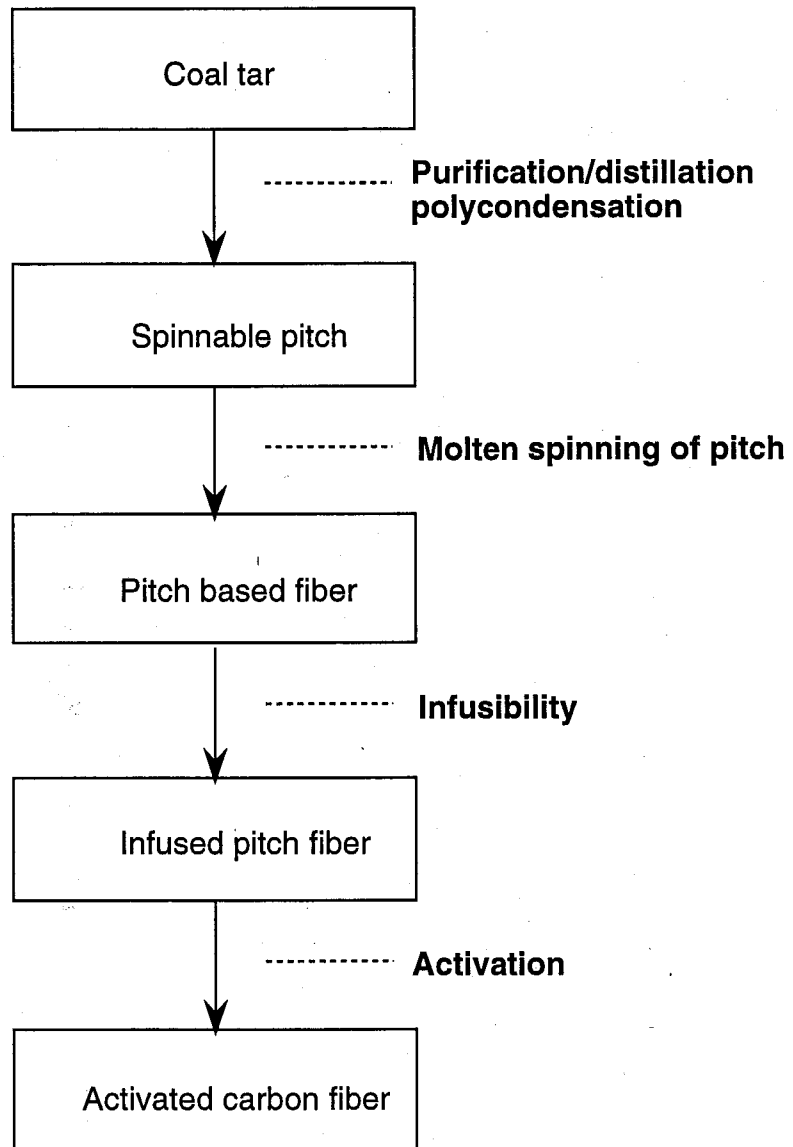 Coal tar
Purification/distillation
polycondensation
Spinnable pitch
Molten spinning of pitch
Pitch based fiber
Infusibility
Infused pitch fiber
Activation
Activated carbon fiber